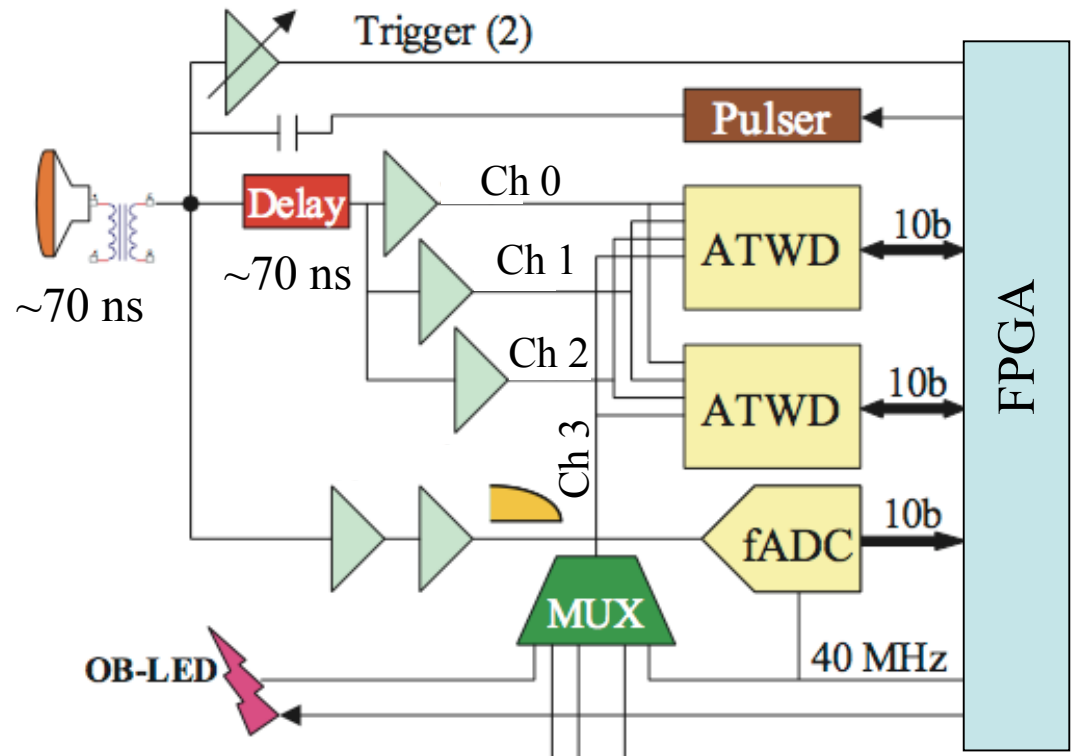 Trigger (2)
Pulser
Ch 0
Delay
ATWD
10b
Ch 1
~70 ns
~70 ns
FPGA
Ch 2
ATWD
10b
Ch 3
10b
fADC
MUX
40 MHz
OB-LED